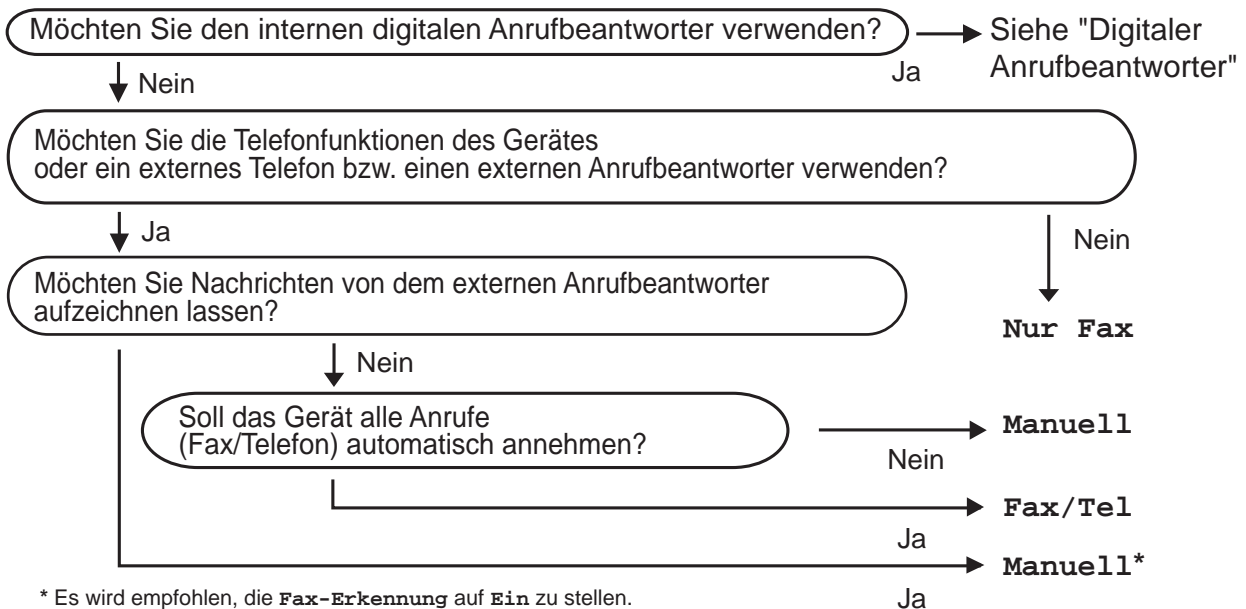 Möchten Sie den internen digitalen Anrufbeantworter verwenden?
Ja
Siehe "Digitaler
Anrufbeantworter"
Nein
Möchten Sie die Telefonfunktionen des Gerätes
oder ein externes Telefon bzw. einen externen Anrufbeantworter verwenden?
Ja
Nein
Möchten Sie Nachrichten von dem externen Anrufbeantworter
aufzeichnen lassen?
Nur Fax
Nein
Soll das Gerät alle Anrufe
(Fax/Telefon) automatisch annehmen?
Manuell
Nein
Fax/Tel
Ja
Manuell*
Ja
* Es wird empfohlen, die Fax-Erkennung auf Ein zu stellen.